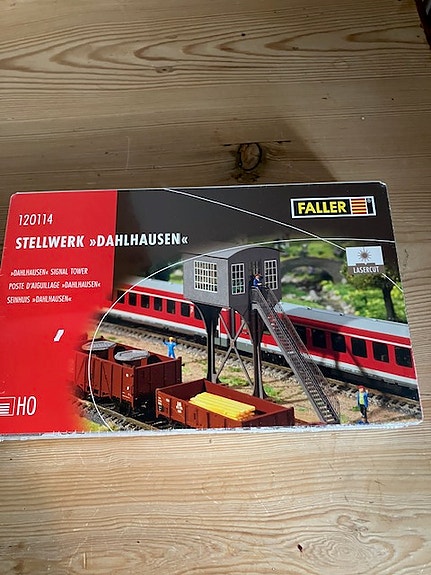 120114
FALLER
STELLWERK »DAHLHAUSEN«
»DAHLHAUSEN« SIGNAL TOWER
POSTE D'AIGUILLAGE »DAHLHAUSEN«
SEINHUIS »DAHLHAUSEN«
LASERCUT
H0